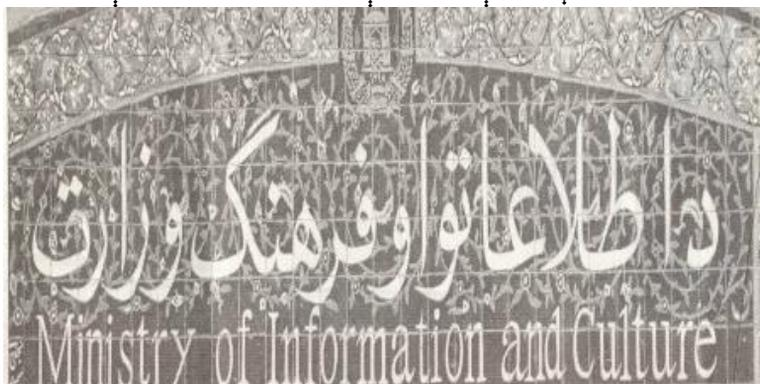 د اطلاعاتو او فرهنگ وزارت
Ministry of Information and Culture